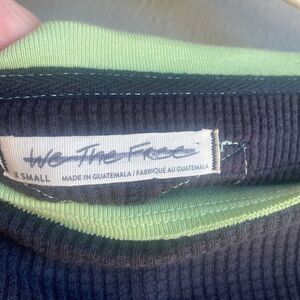 We The Free
X SMALL
MADE IN GUATEMALA / FABRIQUÉ AU GUATEMALA